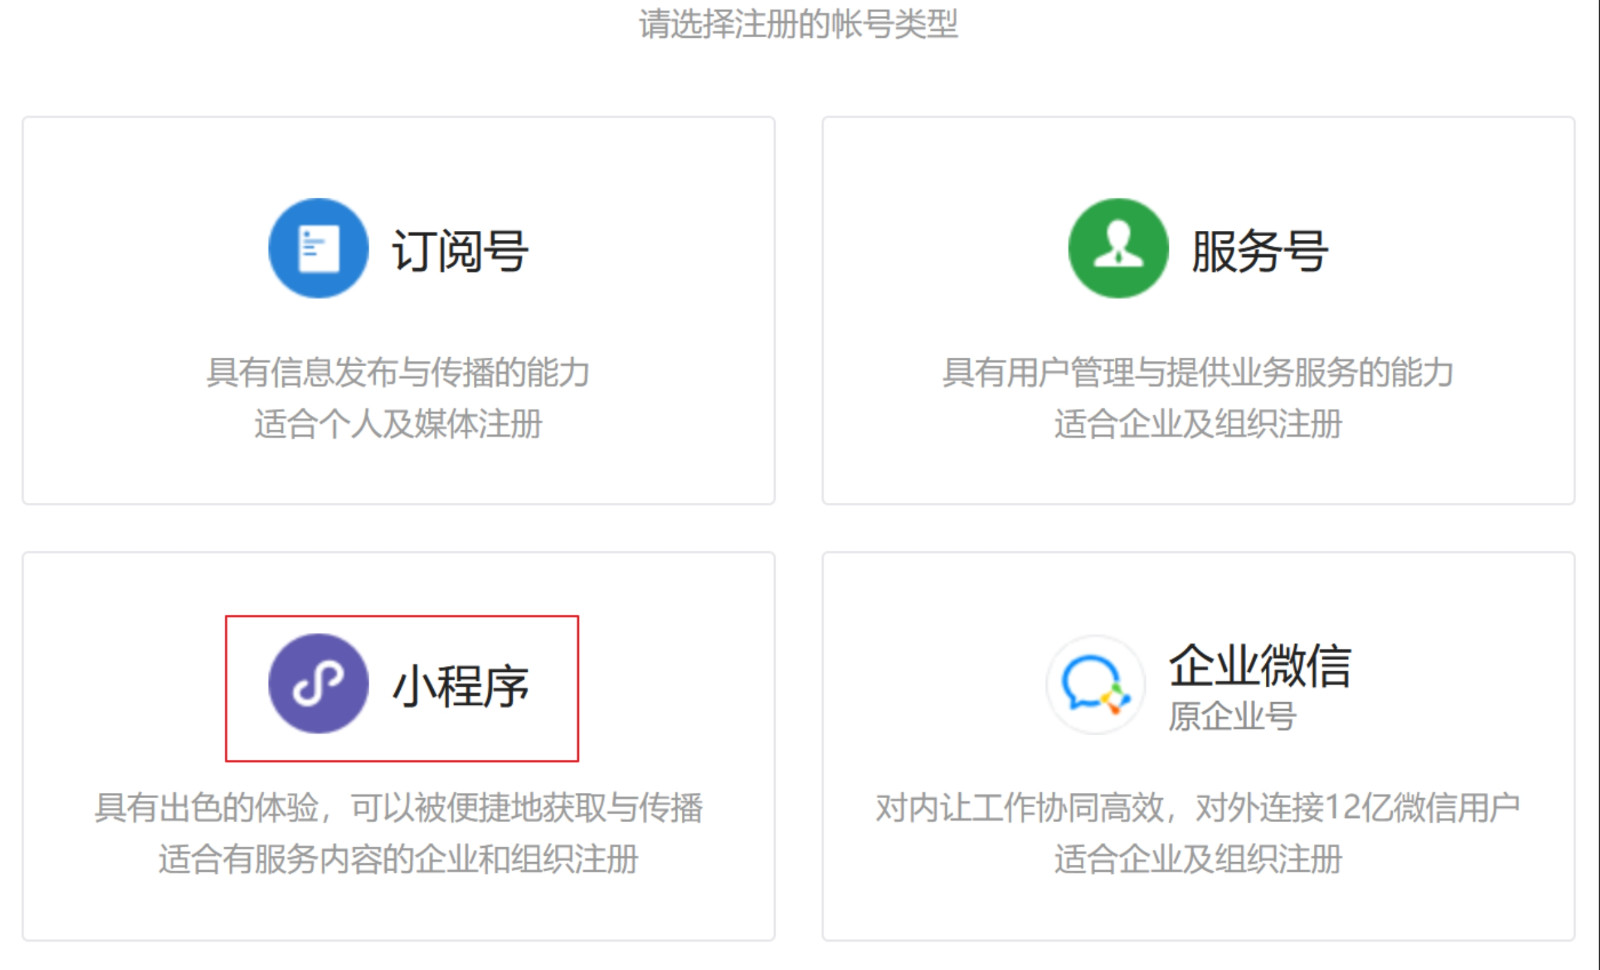 请选择注册的帐号类型
订阅号
具有信息发布与传播的能力
适合个人及媒体注册
服务号
具有用户管理与提供业务服务的能力
适合企业及组织注册
小程序
具有出色的体验，可以被便捷地获取与传播
适合有服务内容的企业和组织注册
企业微信
原企业号
对内让工作协同高效，对外连接12亿微信用户
适合企业及组织注册